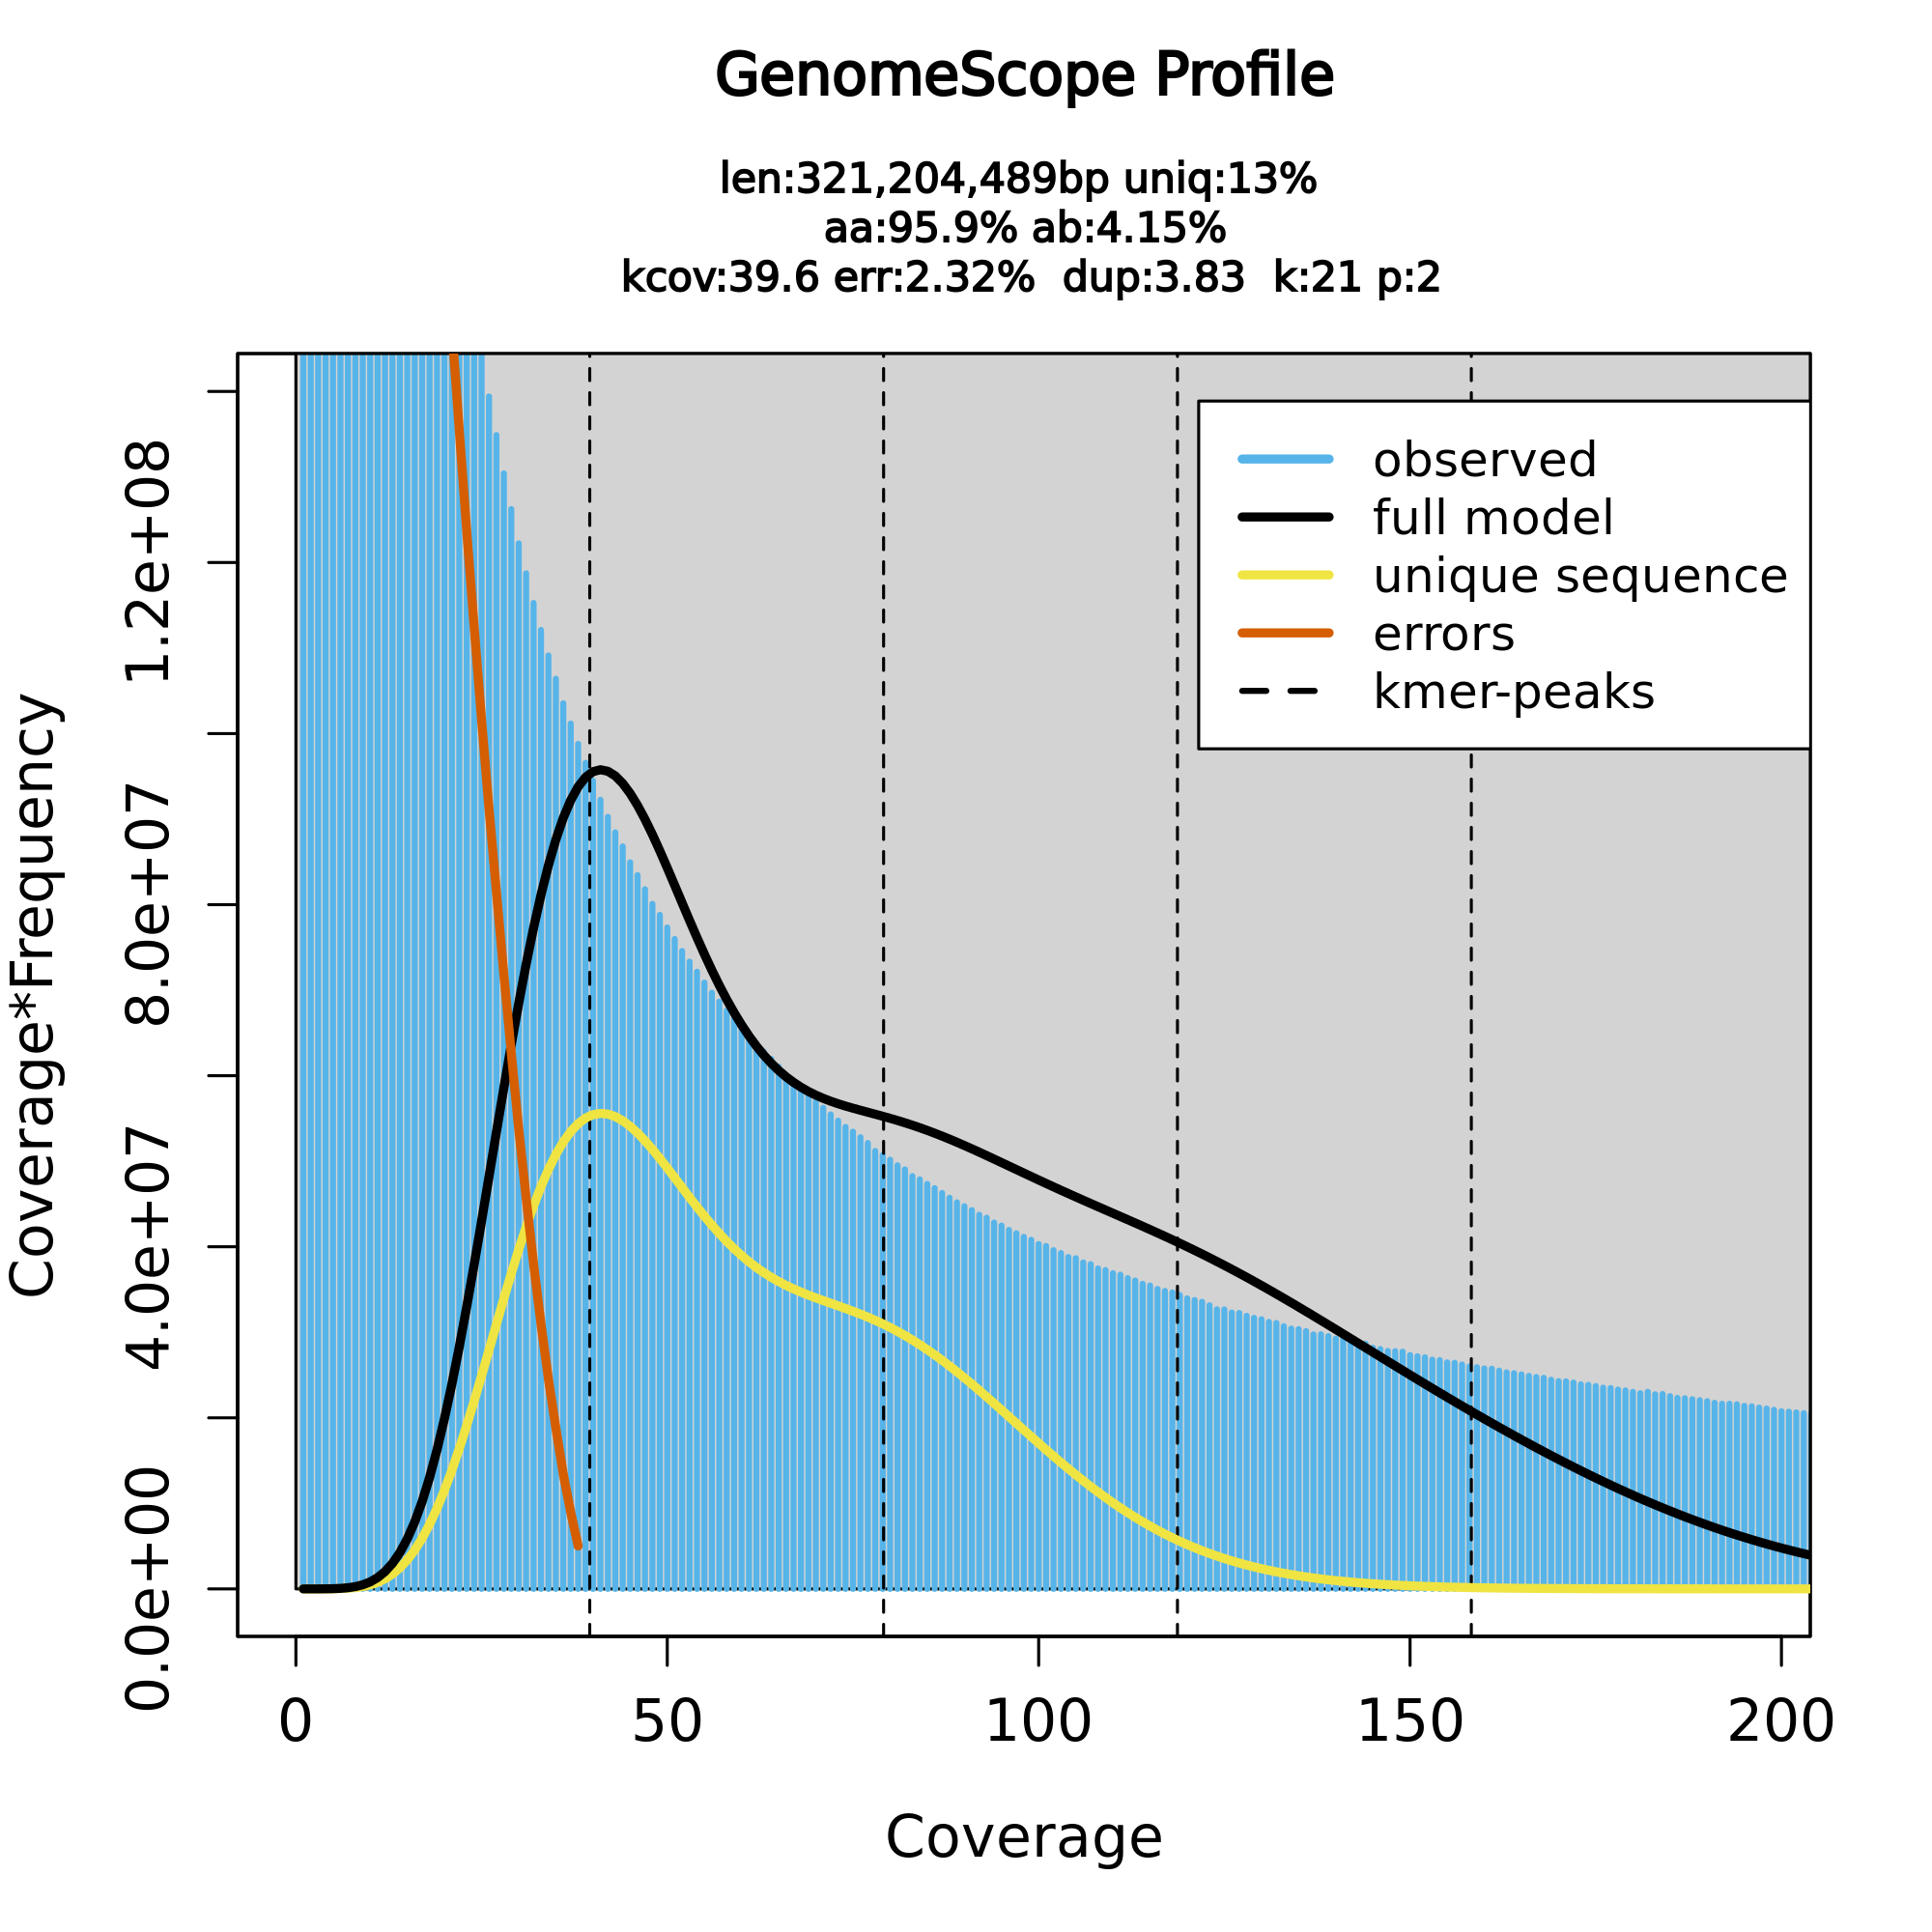 GenomeScope Profile
len:321,204,489bp uniq:13%
aa:95.9% ab:4.15%
kcov:39.6 err:2.32%  dup:3.83  k:21 p:2
observed
full model
unique sequence
errors
kmer-peaks
Coverage*Frequency
1.2e+08
8.0e+07
4.0e+07
0.0e+00
0 50 100 150 200
Coverage